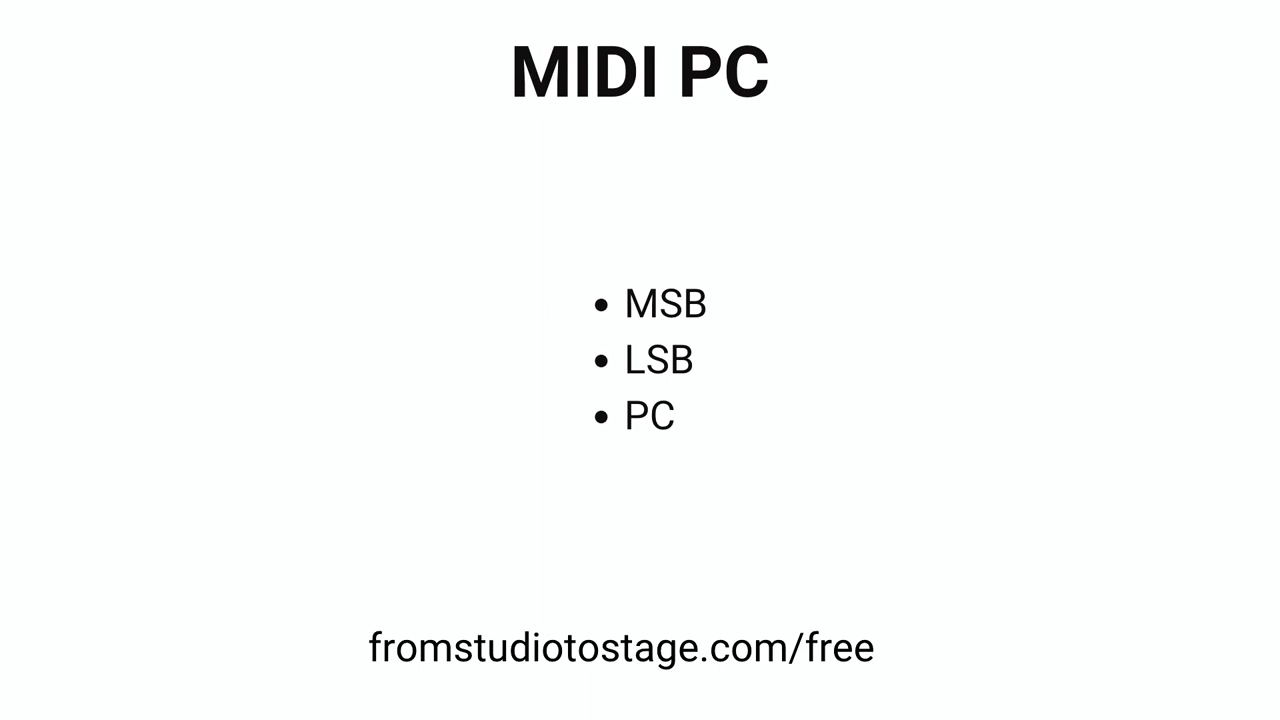 MIDI PC
• MSB
• LSB
• PC
fromstudiotostage.com/free